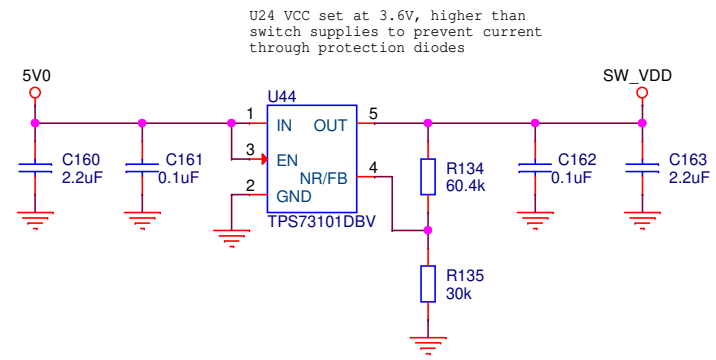 U24 VCC set at 3.6V, higher than
switch supplies to prevent current
through protection diodes
5V0
SW_VDD
U44
1
IN
OUT
5
3
EN
NR/FB
4
2
GND
TPS73101DBV
C160
2.2uF
C161
0.1uF
R134
60.4k
C162
0.1uF
C163
2.2uF
R135
30k